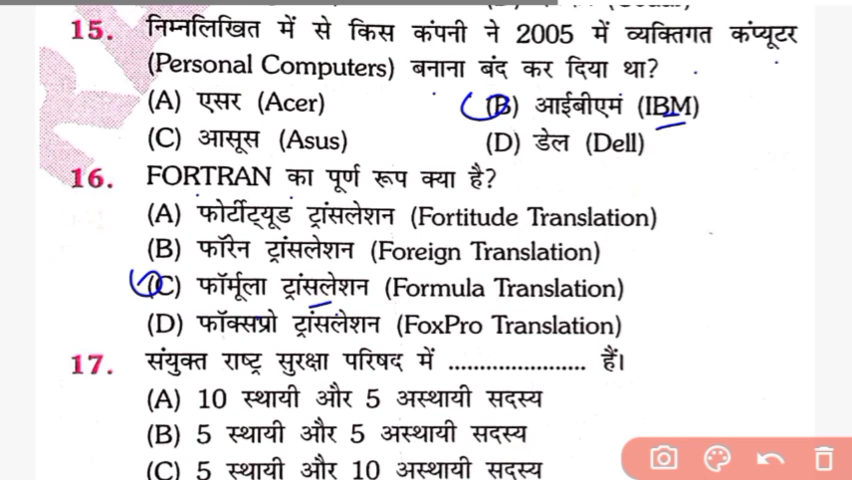 15. निम्नलिखित में से किस कंपनी ने 2005 में व्यक्तिगत कंप्यूटर
(Personal Computers) बनाना बंद कर दिया था?
(A) एसर (Acer) (B) आईबीएम (IBM)
(C) आसूस (Asus) (D) डेल (Dell)
16. FORTRAN का पूर्ण रूप क्या है?
(A) फोर्टीट्यूड ट्रांसलेशन (Fortitude Translation)
(B) फॉरेन ट्रांसलेशन (Foreign Translation)
(C) फॉर्मूला ट्रांसलेशन (Formula Translation)
(D) फॉक्सप्रो ट्रांसलेशन (FoxPro Translation)
17. संयुक्त राष्ट्र सुरक्षा परिषद में ...................... हैं।
(A) 10 स्थायी और 5 अस्थायी सदस्य
(B) 5 स्थायी और 5 अस्थायी सदस्य
(C) 5 स्थायी और 10 अस्थायी सदस्य